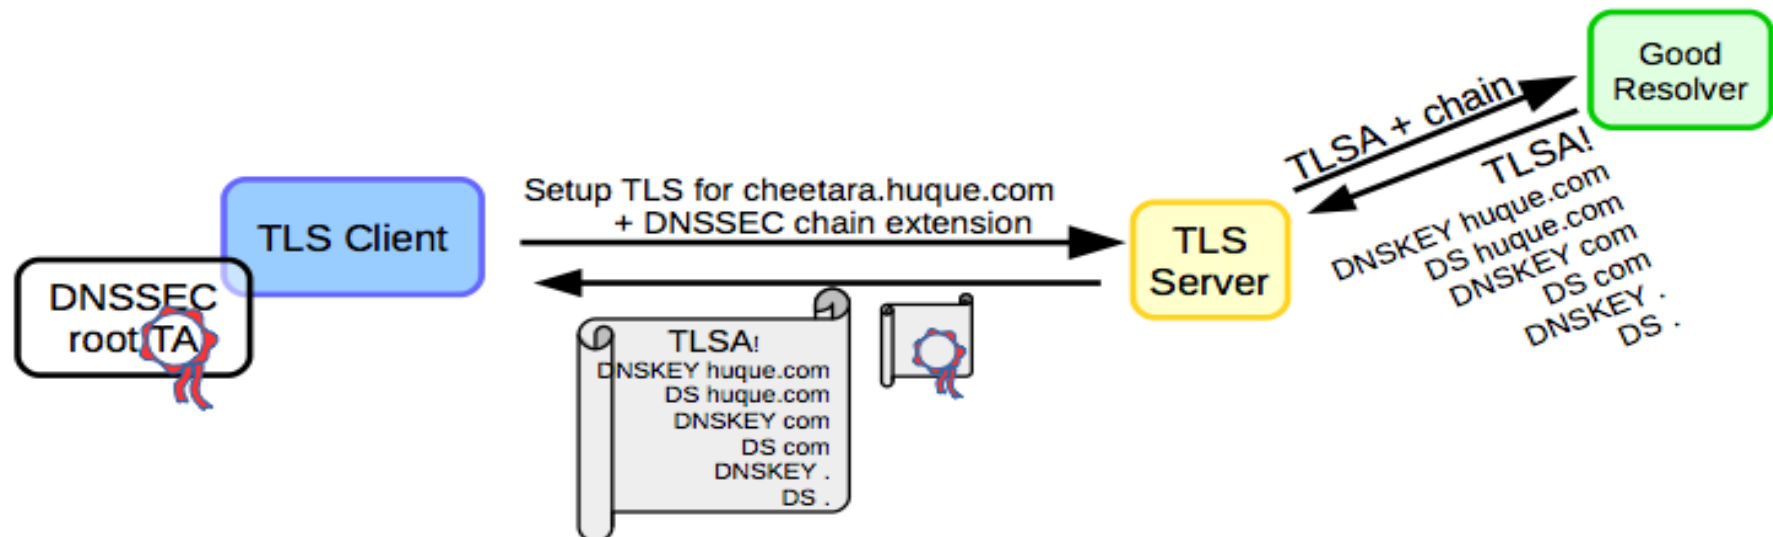 Good
Resolver
TLSA + chain
TLSA!
DNSKEY huque.com
DS huque.com
DNSKEY com
DS com
DNSKEY .
DS .
Setup TLS for cheetara.huque.com
+ DNSSEC chain extension
TLS Client
TLS
Server
DNSSEC
root TA
TLSA!
DNSKEY huque.com
DS huque.com
DNSKEY com
DS com
DNSKEY .
DS .